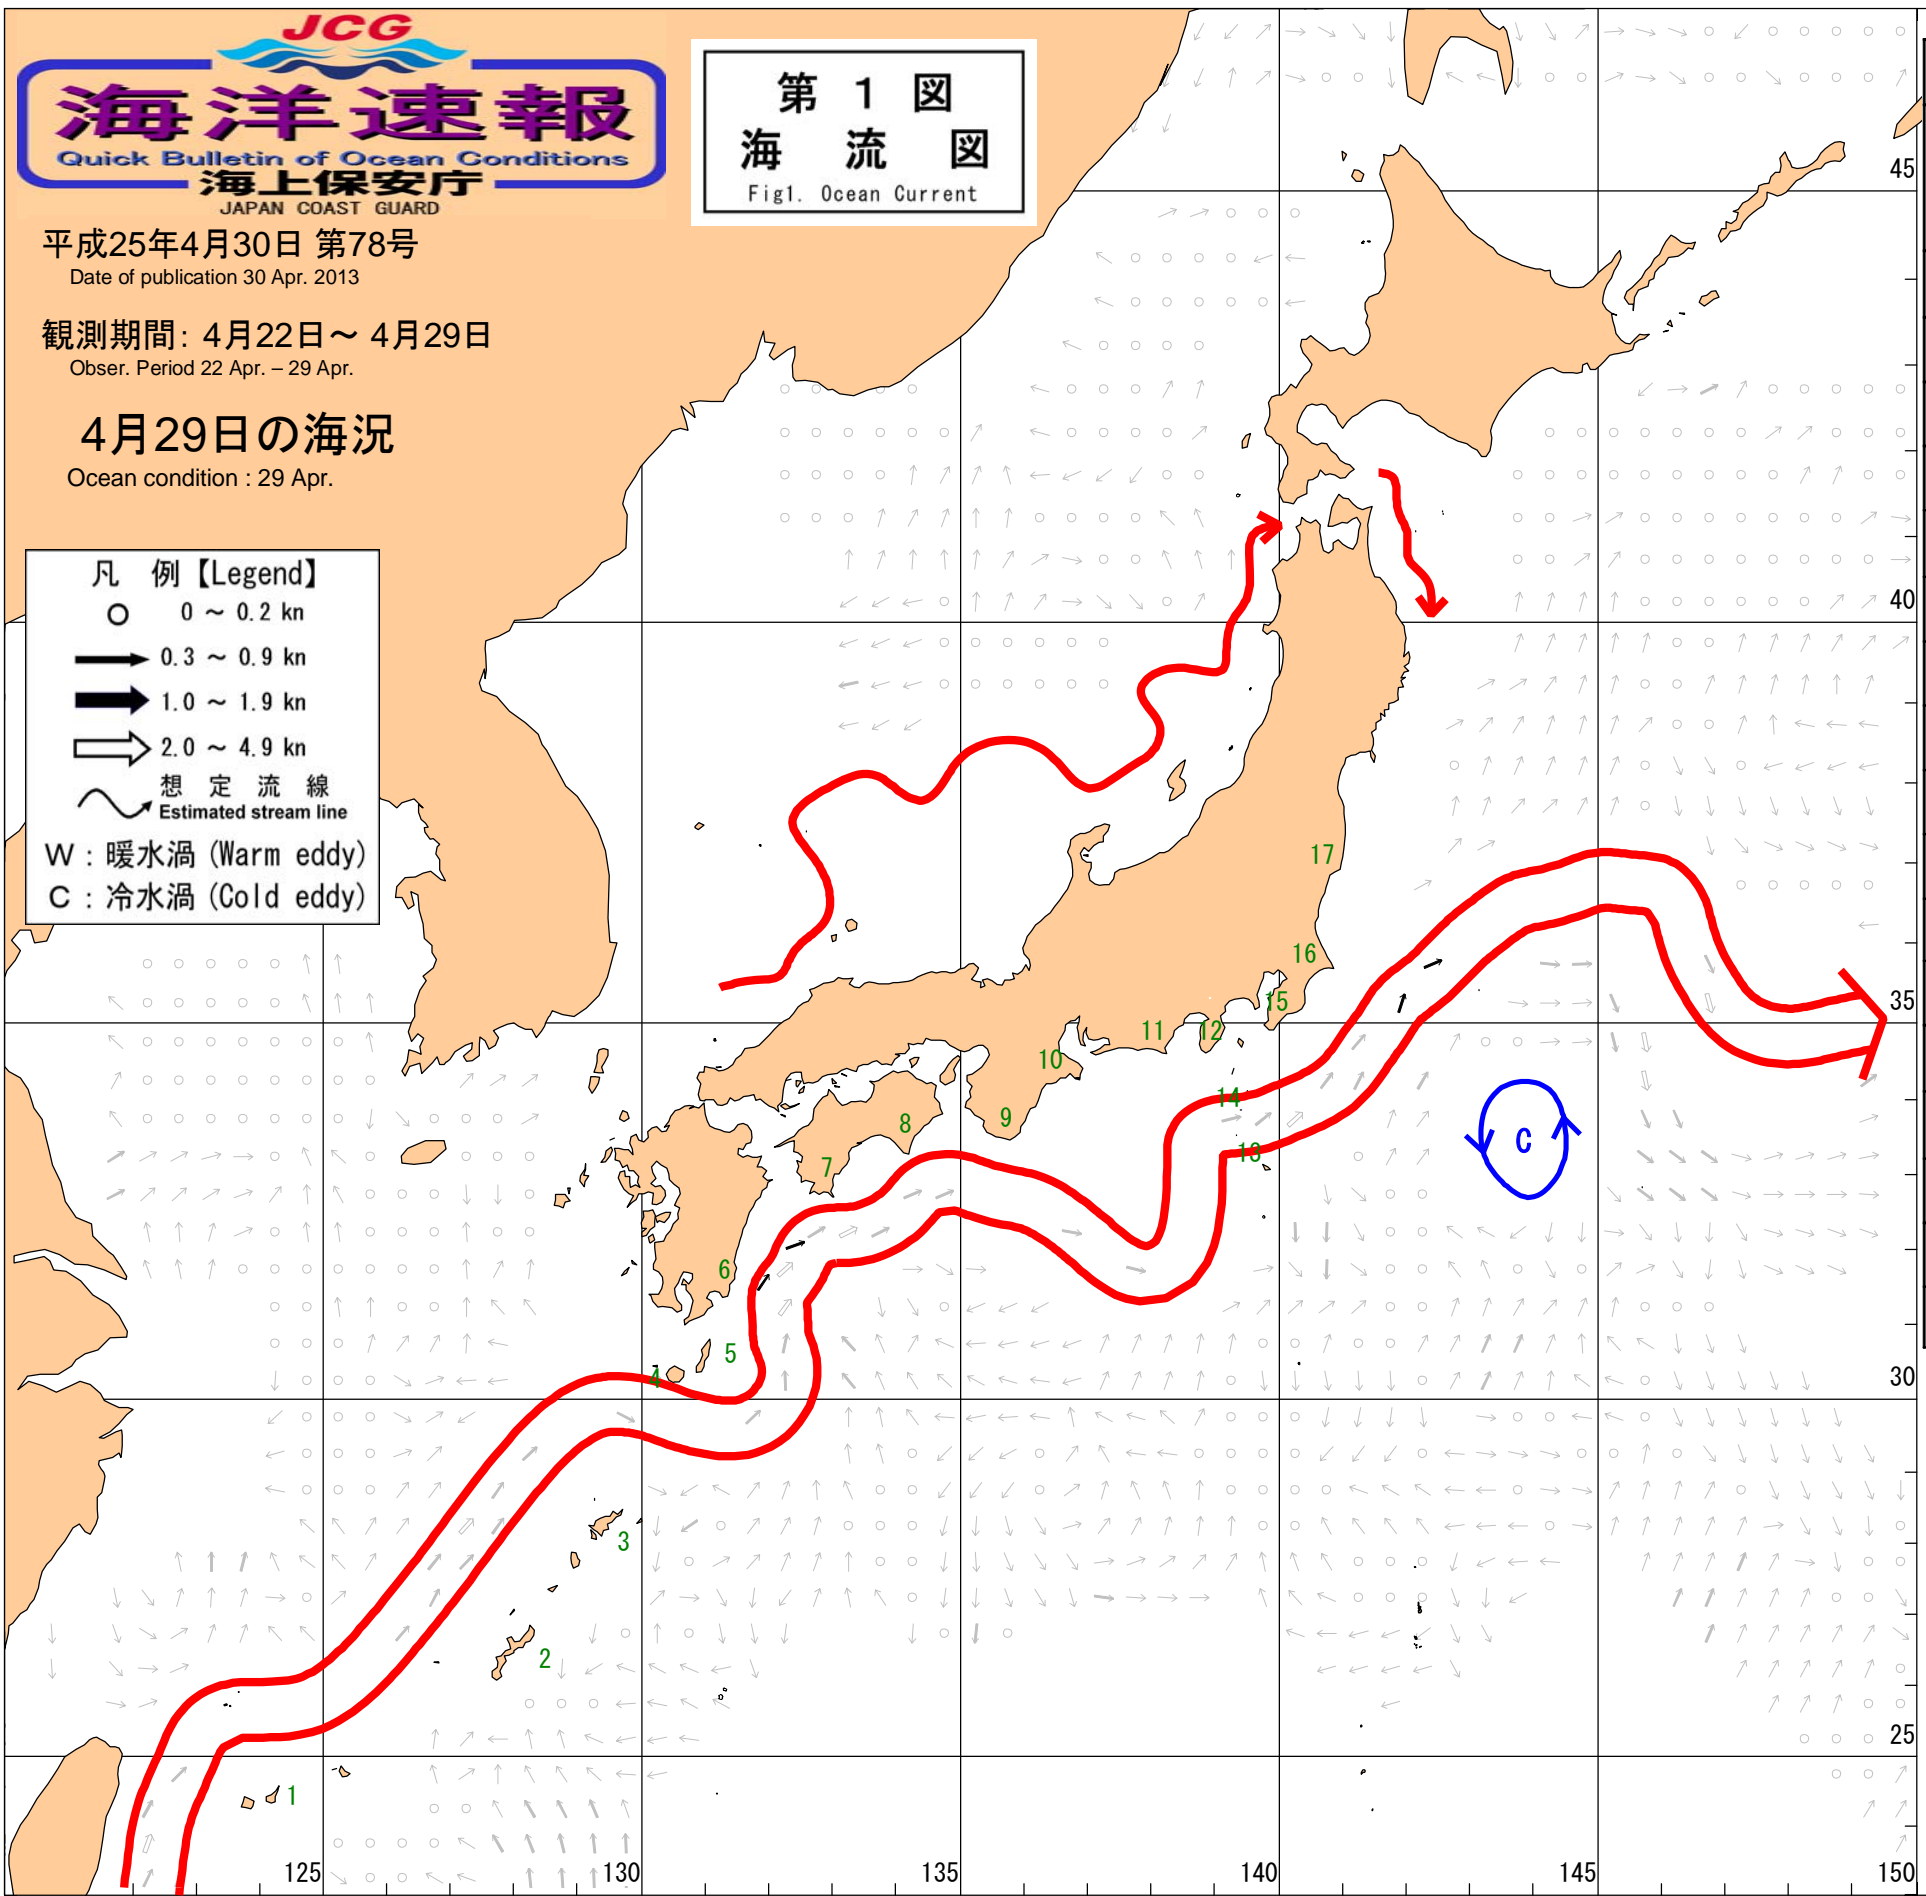 JCG
海洋速報
Quick Bulletin of Ocean Conditions
海上保安庁
JAPAN COAST GUARD
第 1 図
海 流 図
Fig1. Ocean Current
平成25年4月30日 第78号
Date of publication 30 Apr. 2013
観測期間: 4月22日～ 4月29日
Obser. Period 22 Apr. – 29 Apr.
4月29日の海況
Ocean condition : 29 Apr.
凡 例【Legend】
0 ～ 0.2 kn
0.3 ～ 0.9 kn
1.0 ～ 1.9 kn
2.0 ～ 4.9 kn
想 定 流 線
Estimated stream line
W : 暖水渦 (Warm eddy)
C : 冷水渦 (Cold eddy)
45
40
17
16
35
15
11
12
10
14
9
8
13
C
7
6
5
4
30
3
2
25
1
125
130
135
140
145
150